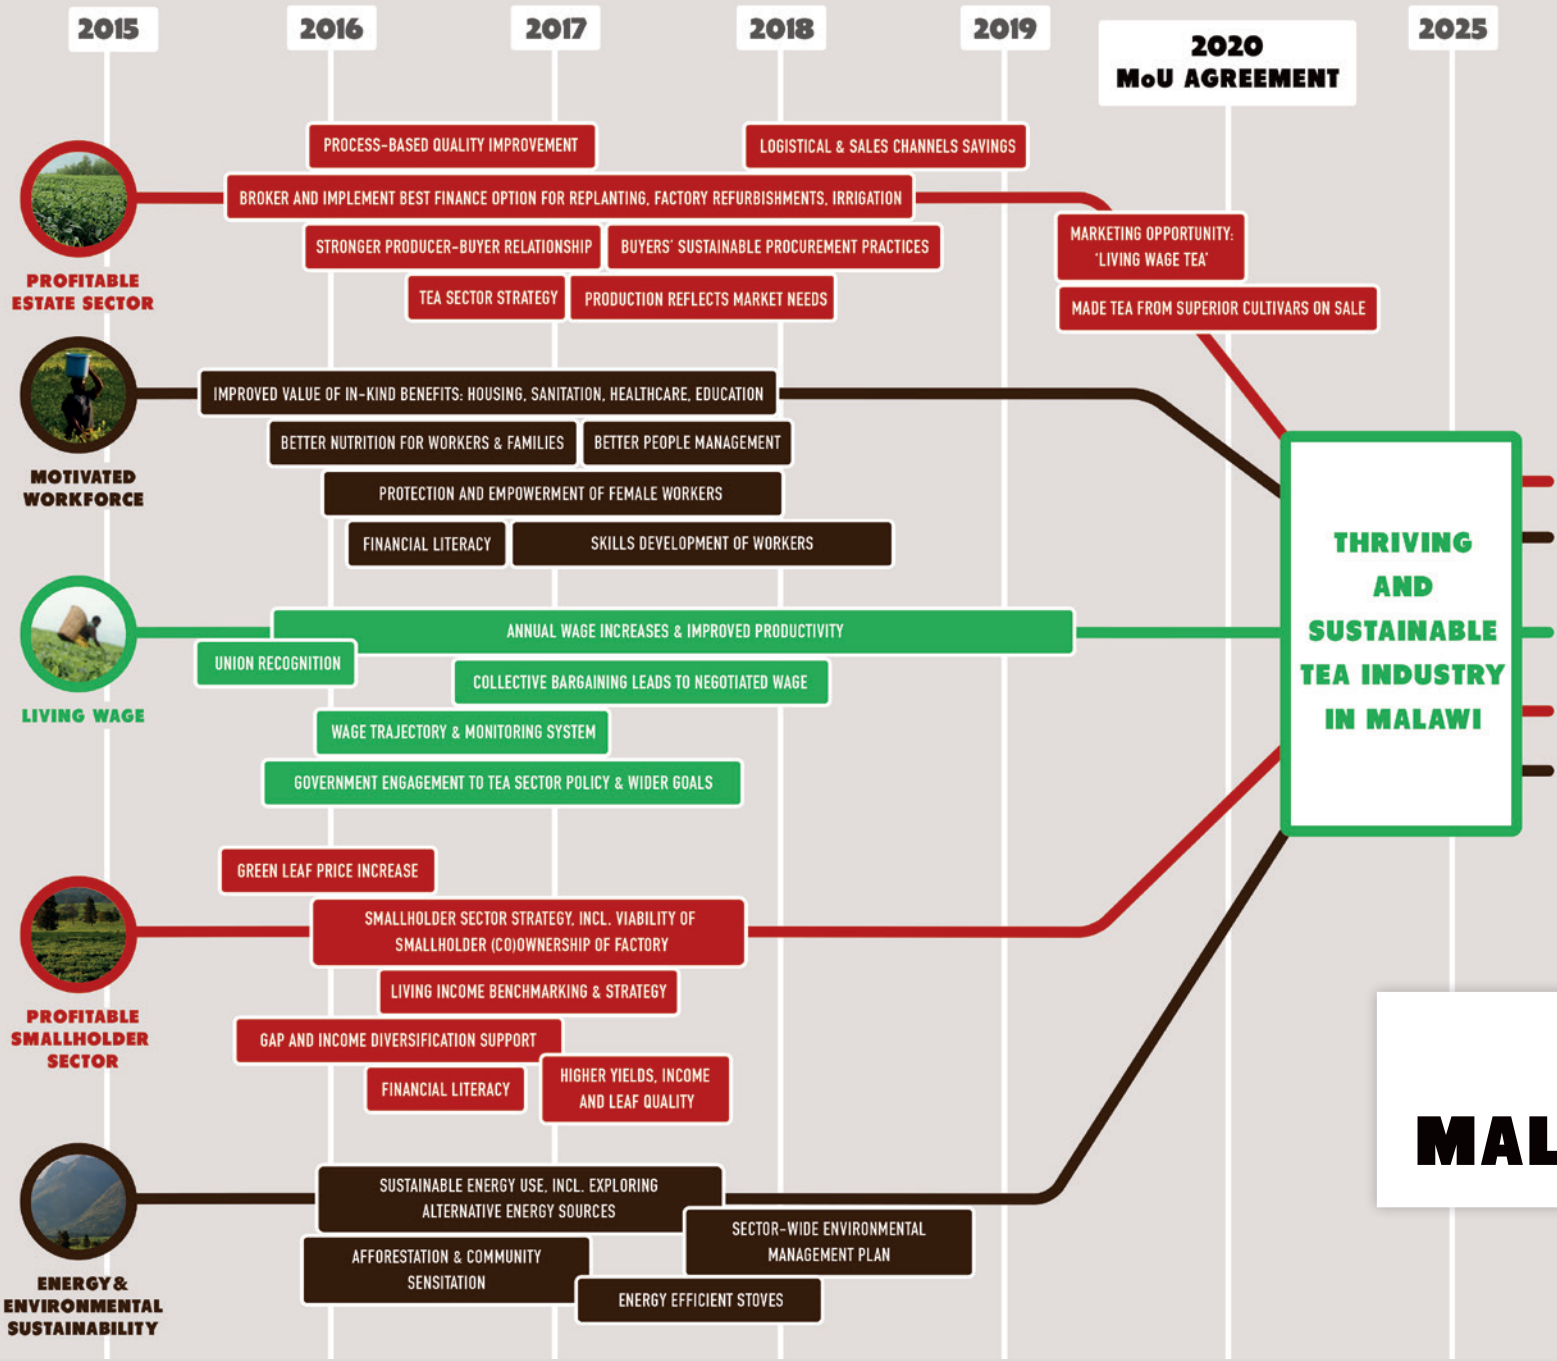 2015
2016
2017
2018
2019
2020
MoU AGREEMENT
2025
PROCESS-BASED QUALITY IMPROVEMENT
LOGISTICAL & SALES CHANNELS SAVINGS
BROKER AND IMPLEMENT BEST FINANCE OPTION FOR REPLANTING, FACTORY REFURBISHMENTS, IRRIGATION
STRONGER PRODUCER-BUYER RELATIONSHIP
BUYERS' SUSTAINABLE PROCUREMENT PRACTICES
MARKETING OPPORTUNITY:
'LIVING WAGE TEA'
PROFITABLE
ESTATE SECTOR
TEA SECTOR STRATEGY
PRODUCTION REFLECTS MARKET NEEDS
MADE TEA FROM SUPERIOR CULTIVARS ON SALE
IMPROVED VALUE OF IN-KIND BENEFITS: HOUSING, SANITATION, HEALTHCARE, EDUCATION
BETTER NUTRITION FOR WORKERS & FAMILIES
BETTER PEOPLE MANAGEMENT
MOTIVATED
WORKFORCE
PROTECTION AND EMPOWERMENT OF FEMALE WORKERS
FINANCIAL LITERACY
SKILLS DEVELOPMENT OF WORKERS
THRIVING
AND
SUSTAINABLE
TEA INDUSTRY
IN MALAWI
ANNUAL WAGE INCREASES & IMPROVED PRODUCTIVITY
UNION RECOGNITION
COLLECTIVE BARGAINING LEADS TO NEGOTIATED WAGE
LIVING WAGE
WAGE TRAJECTORY & MONITORING SYSTEM
GOVERNMENT ENGAGEMENT TO TEA SECTOR POLICY & WIDER GOALS
GREEN LEAF PRICE INCREASE
SMALLHOLDER SECTOR STRATEGY, INCL. VIABILITY OF
SMALLHOLDER (CO)OWNERSHIP OF FACTORY
LIVING INCOME BENCHMARKING & STRATEGY
PROFITABLE
SMALLHOLDER
SECTOR
GAP AND INCOME DIVERSIFICATION SUPPORT
FINANCIAL LITERACY
HIGHER YIELDS, INCOME
AND LEAF QUALITY
MAL
SUSTAINABLE ENERGY USE, INCL. EXPLORING
ALTERNATIVE ENERGY SOURCES
SECTOR-WIDE ENVIRONMENTAL
MANAGEMENT PLAN
AFFORESTATION & COMMUNITY
SENSITATION
ENERGY EFFICIENT STOVES
ENERGY &
ENVIRONMENTAL
SUSTAINABILITY